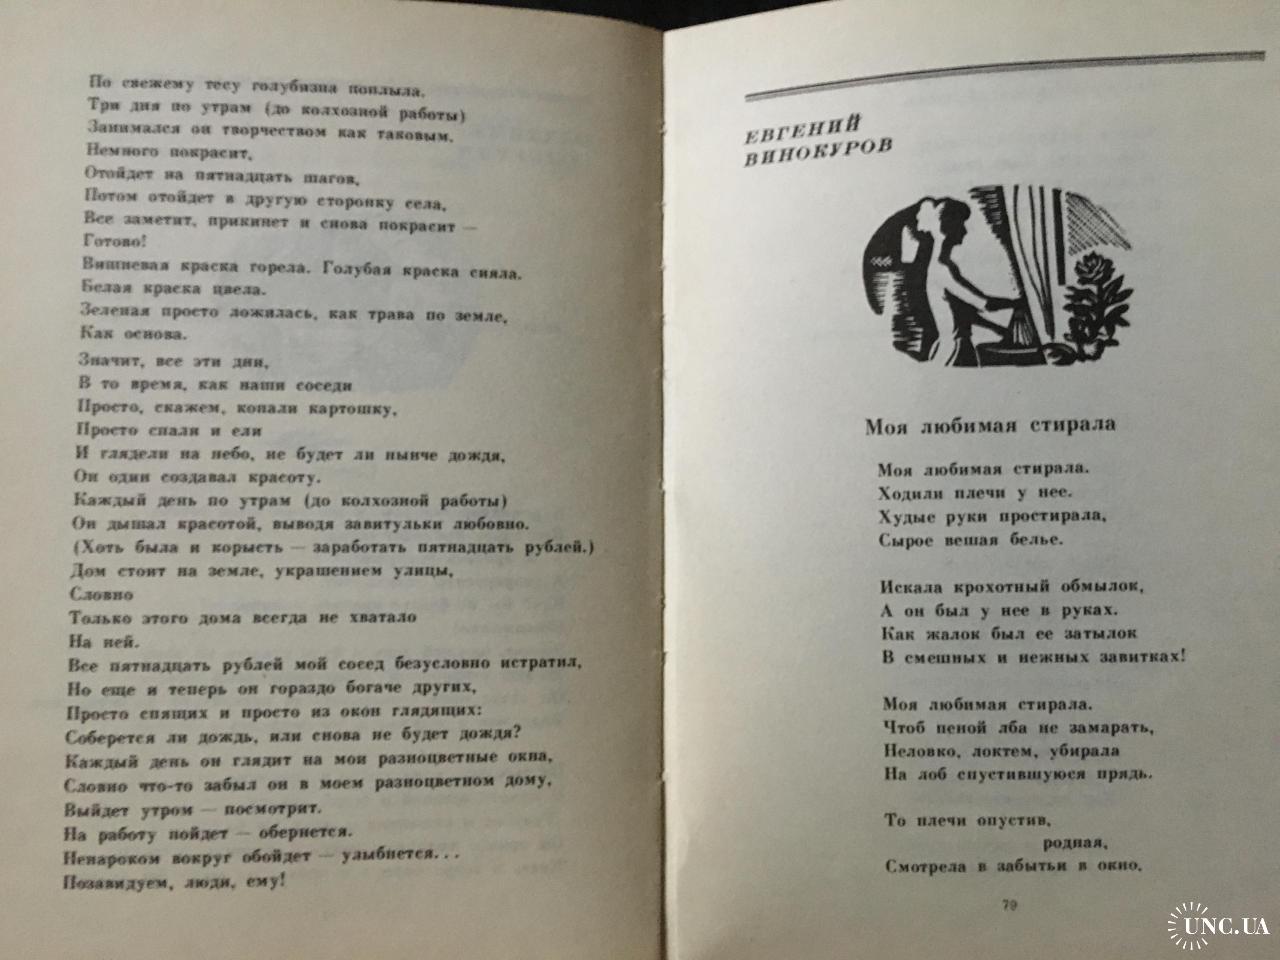 По свежему тесу голубизна поплыла.
Три дня по утрам (до колхозной работы)
Занимался он творчеством как таковым.
Немного покрасит,
Отойдет на пятнадцать шагов,
Потом отойдет в другую сторонку села,
Все заметит, прикинет и снова покрасит —
Готово!
Вишневая краска горела. Голубая краска сияла.
Белая краска цвела.
Зеленая просто ложилась, как трава по земле,
Как основа.
Значит, все эти дни,
В то время, как наши соседи
Просто, скажем, копали картошку,
Просто спали и ели
И глядели на небо, не будет ли нынче дождя,
Он один создавал красоту.
Каждый день по утрам (до колхозной работы)
Он дышал красотой, выводя завитульки любовно.
(Хоть была и корысть — заработать пятнадцать рублей.)
Дом стоит на земле, украшением улицы,
Словно
Только этого дома всегда не хватало
На ней.
Все пятнадцать рублей мой сосед безусловно истратил,
Но еще и теперь он гораздо богаче других,
Просто спящих и просто из окон глядящих:
Соберется ли дождь, или снова не будет дождя?
Каждый день он глядит на мои разноцветные окна,
Словно что-то забыл он в моем разноцветном дому,
Выйдет утром — посмотрит.
На работу пойдет — обернется.
Ненароком вокруг обойдет — улыбнется...
Позавидуем, люди, ему!
ЕВГЕНИЙ
ВИНОКУРОВ
Моя любимая стирала
Моя любимая стирала.
Ходили плечи у нее.
Худые руки простирала,
Сырое вешая белье.
Искала крохотный обмылок,
А он был у нее в руках.
Как жалок был ее затылок
В смешных и нежных завитках!
Моя любимая стирала.
Чтоб пеной лба не замарать,
Неловко, локтем, убирала
На лоб спустившуюся прядь.
То плечи опустив,
родная,
Смотрела в забытьи в окно,
79
UNC.UA